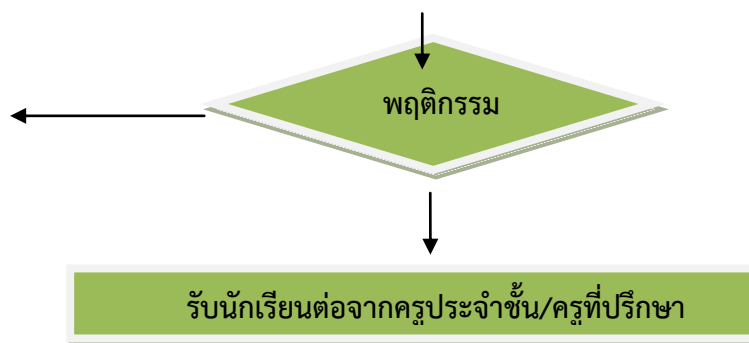 พฤติกรรม
รับนักเรียนต่อจากครูประจำชั้น/ครูที่ปรึกษา